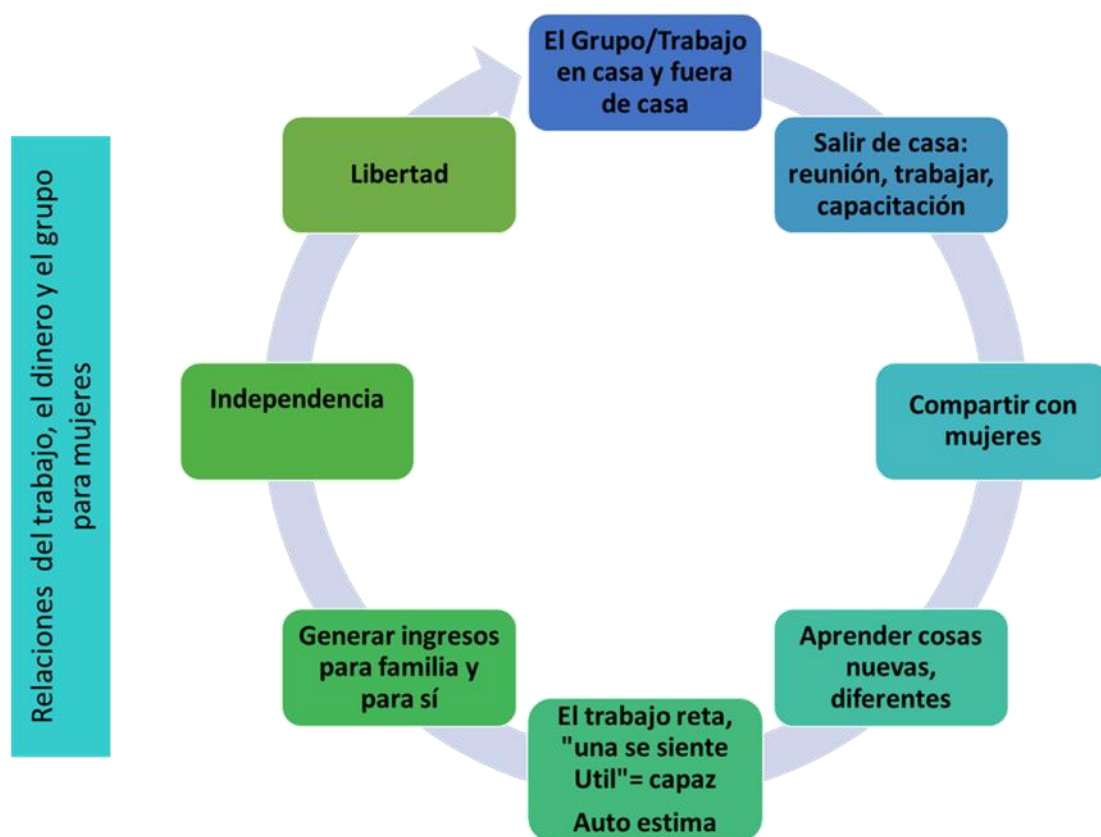 Relaciones del trabajo, el dinero y el grupo
para mujeres
El Grupo/Trabajo
en casa y fuera
de casa
Salir de casa:
reunión, trabajar,
capacitación
Compartir con
mujeres
Aprender cosas
nuevas,
diferentes
El trabajo reta,
"una se siente
Util"= capaz
Auto estima
Generar ingresos
para familia y
para sí
Independencia
Libertad